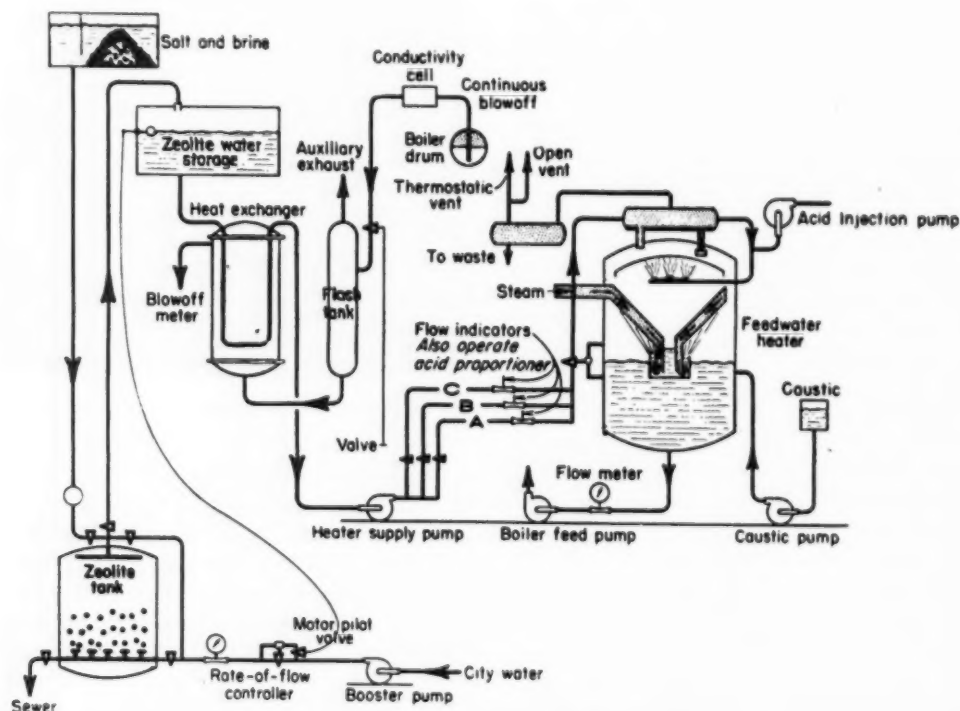 Salt and brine
Conductivity
cell
Continuous
blowoff
Zeolite water
storage
Auxiliary
exhaust
Boiler
drum
Open
vent
Thermostatic
vent
Acid Injection pump
Heat exchanger
To waste
Blowoff
meter
Flash
tank
Steam
Feedwater
heater
Flow indicators
Also operate
acid proportioner
Caustic
C
B
A
Valve
Flow meter
Heater supply pump
Boiler feed pump
Caustic pump
Zeolite
tank
Motor pilot
valve
City water
Rate-of-flow
controller
Booster pump
Sewer